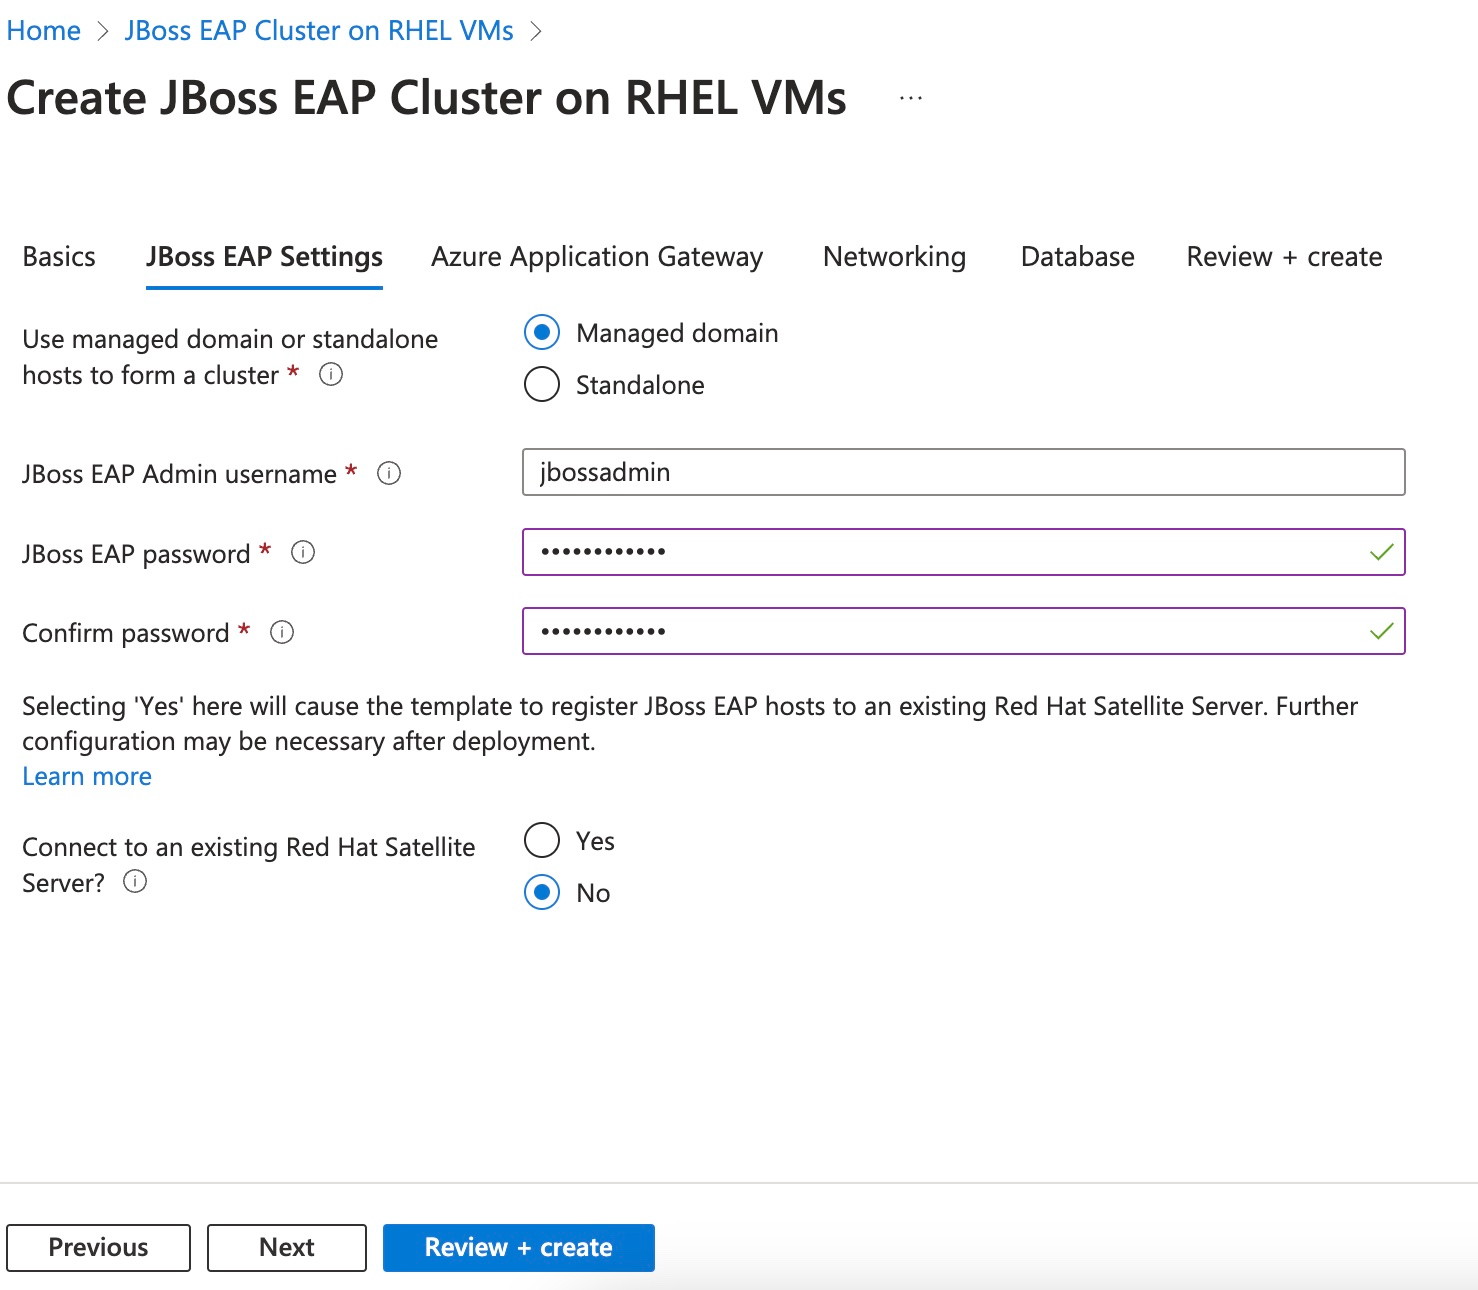 Home > JBoss EAP Cluster on RHEL VMs >
Create JBoss EAP Cluster on RHEL VMs ...
Basics JBoss EAP Settings Azure Application Gateway Networking Database Review + create
Use managed domain or standalone
hosts to form a cluster *
Managed domain
Standalone
JBoss EAP Admin username *
jbossadmin
JBoss EAP password *
••••••••••••
Confirm password *
••••••••••••
Selecting 'Yes' here will cause the template to register JBoss EAP hosts to an existing Red Hat Satellite Server. Further
configuration may be necessary after deployment.
Learn more
Connect to an existing Red Hat Satellite
Server?
Yes
No
Previous Next Review + create